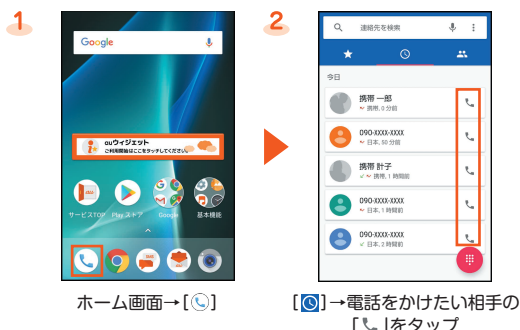 1
Google
auウィジェット
ご利用開始はここをタッチしてください。
au
サービスTOP
Play ストア
Google
基本機能
ホーム画面→[ ]
2
連絡先を検索
今日
携帯 一郎
携帯, 0 分前
090-XXXX-XXXX
日本, 50 分前
携帯 計子
携帯, 1 時間前
090-XXXX-XXXX
日本, 1 時間前
090-XXXX-XXXX
日本, 2 時間前
[ ]→電話をかけたい相手の
[ ]をタップ